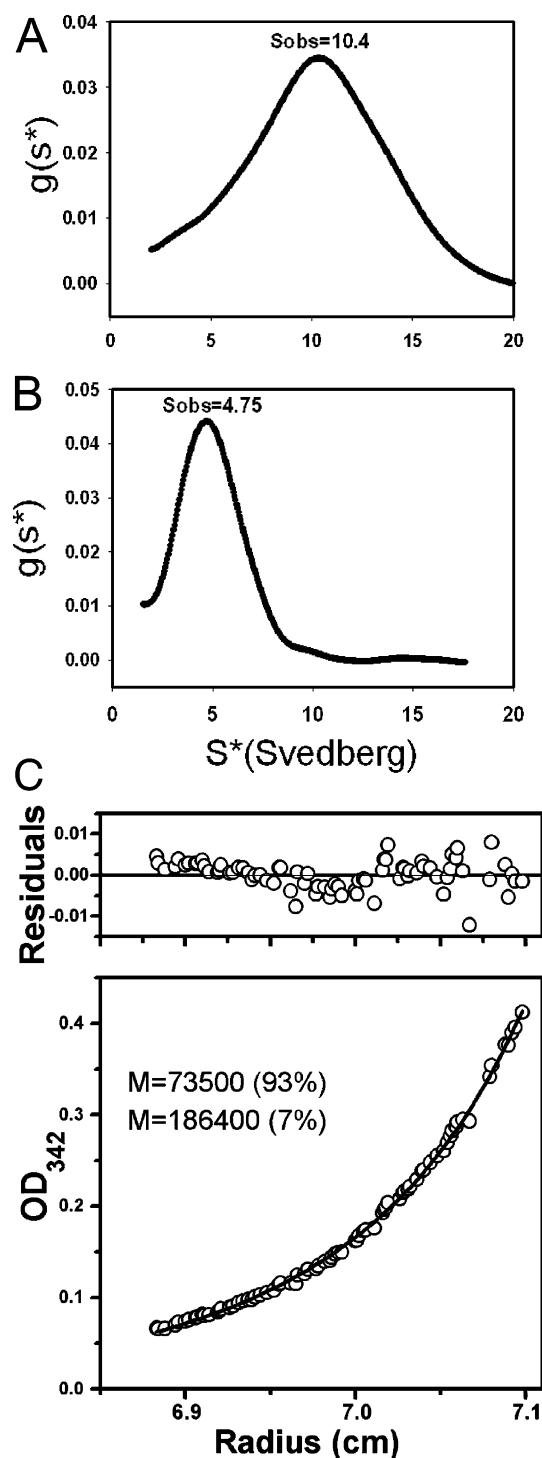 A
Sobs=10.4
g(s*)
0.04
0.03
0.02
0.01
0.00
0 5 10 15 20
B
Sobs=4.75
g(s*)
0.05
0.04
0.03
0.02
0.01
0.00
0 5 10 15 20
S*(Svedberg)
C
Residuals
0.01
0.00
-0.01
M=73500 (93%)
M=186400 (7%)
OD342
0.4
0.3
0.2
0.1
0.0
6.9 7.0 7.1
Radius (cm)